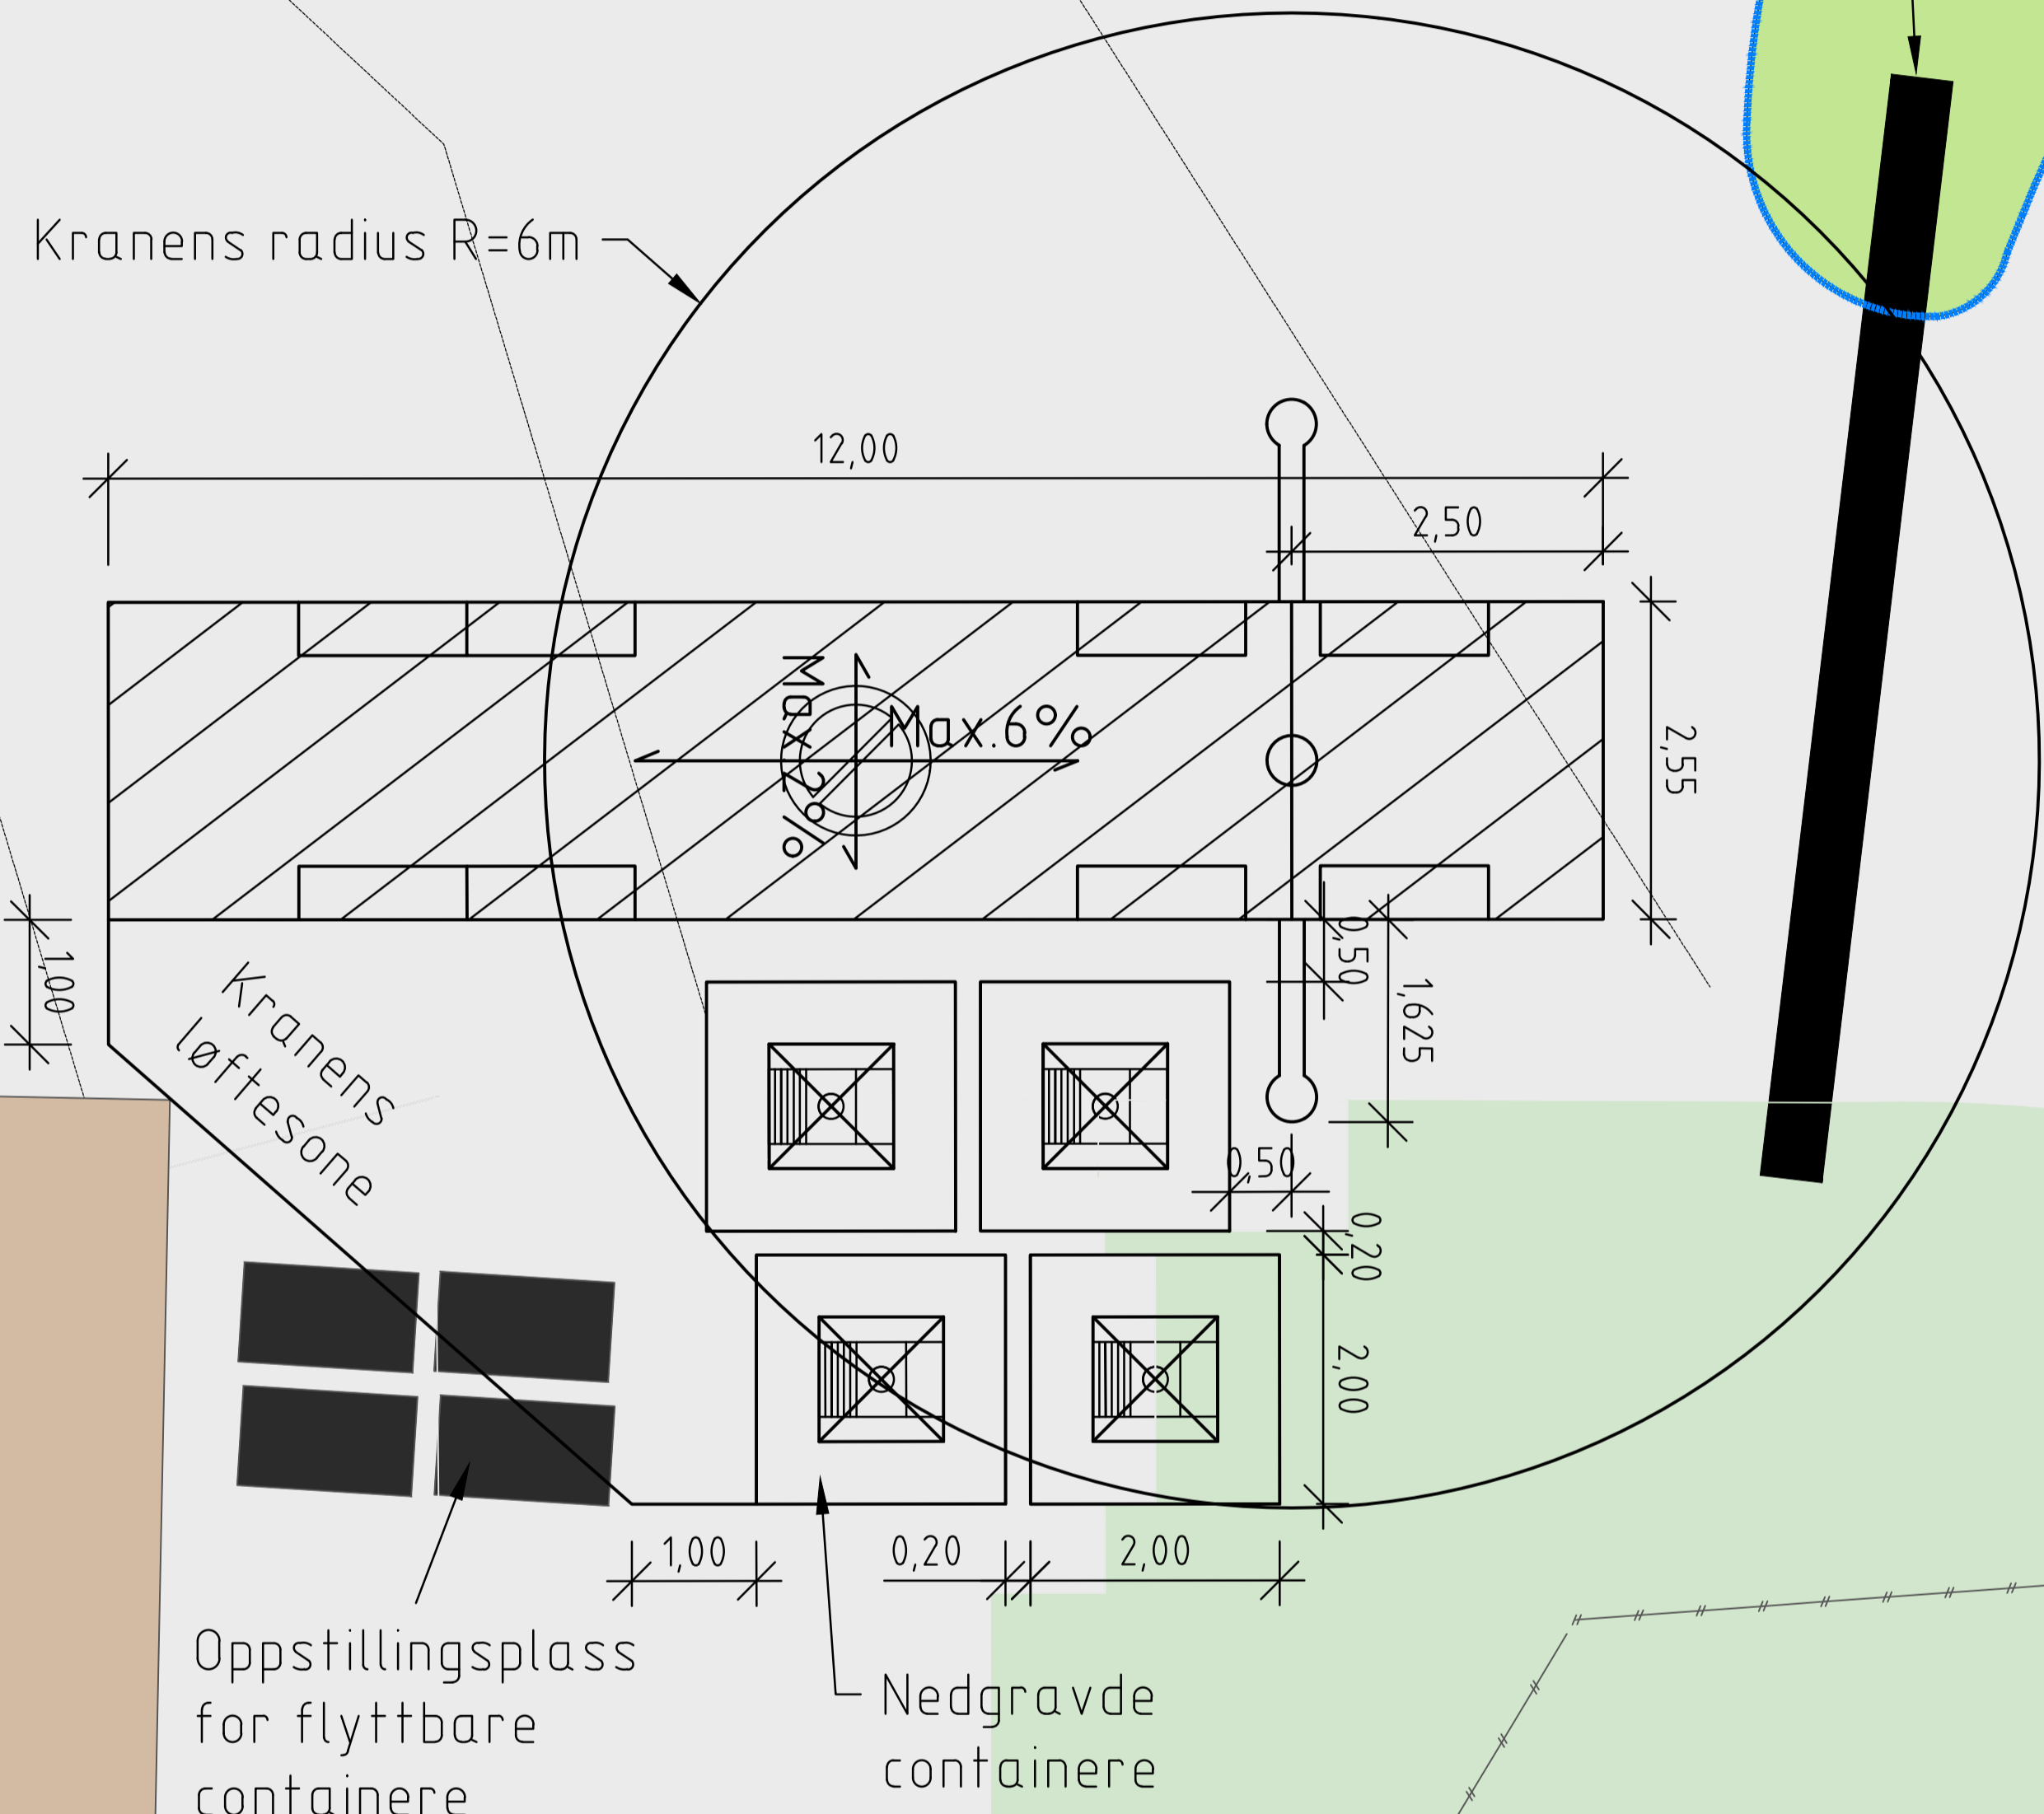 Kranens radius R=6m
12,00
2,50
2,55
Max.6%
Max.3%
1,00
Kranens
løftesone
0,50
1,625
0,50
0,20
2,00
1,00
0,20
2,00
Oppstillingsplass
for flyttbare
containere
Nedgravde
containere